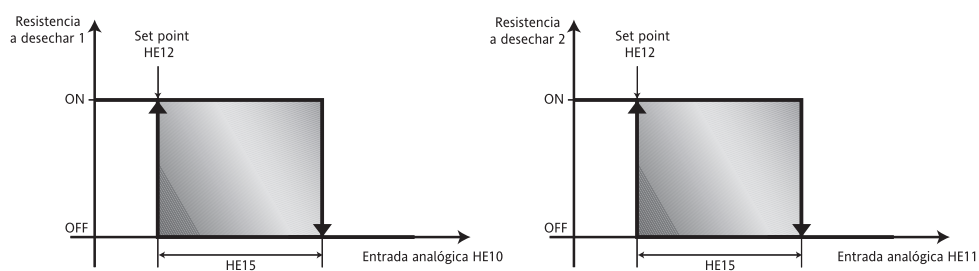 Resistencia
a desechar 1
Set point
HE12
ON
OFF
HE15
Entrada analógica HE10
Resistencia
a desechar 2
Set point
HE12
ON
OFF
HE15
Entrada analógica HE11